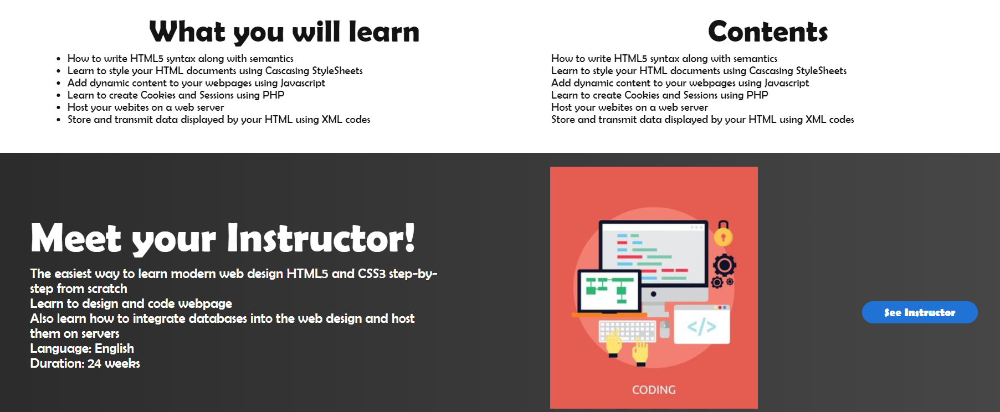 What you will learn
• How to write HTML5 syntax along with semantics
• Learn to style your HTML documents using Cascasing StyleSheets
• Add dynamic content to your webpages using Javascript
• Learn to create Cookies and Sessions using PHP
• Host your webites on a web server
• Store and transmit data displayed by your HTML using XML codes
Contents
How to write HTML5 syntax along with semantics
Learn to style your HTML documents using Cascasing StyleSheets
Add dynamic content to your webpages using Javascript
Learn to create Cookies and Sessions using PHP
Host your webites on a web server
Store and transmit data displayed by your HTML using XML codes
Meet your Instructor!
The easiest way to learn modern web design HTML5 and CSS3 step-by-
step from scratch
Learn to design and code webpage
Also learn how to integrate databases into the web design and host
them on servers
Language: English
Duration: 24 weeks
</>
CODING
See Instructor